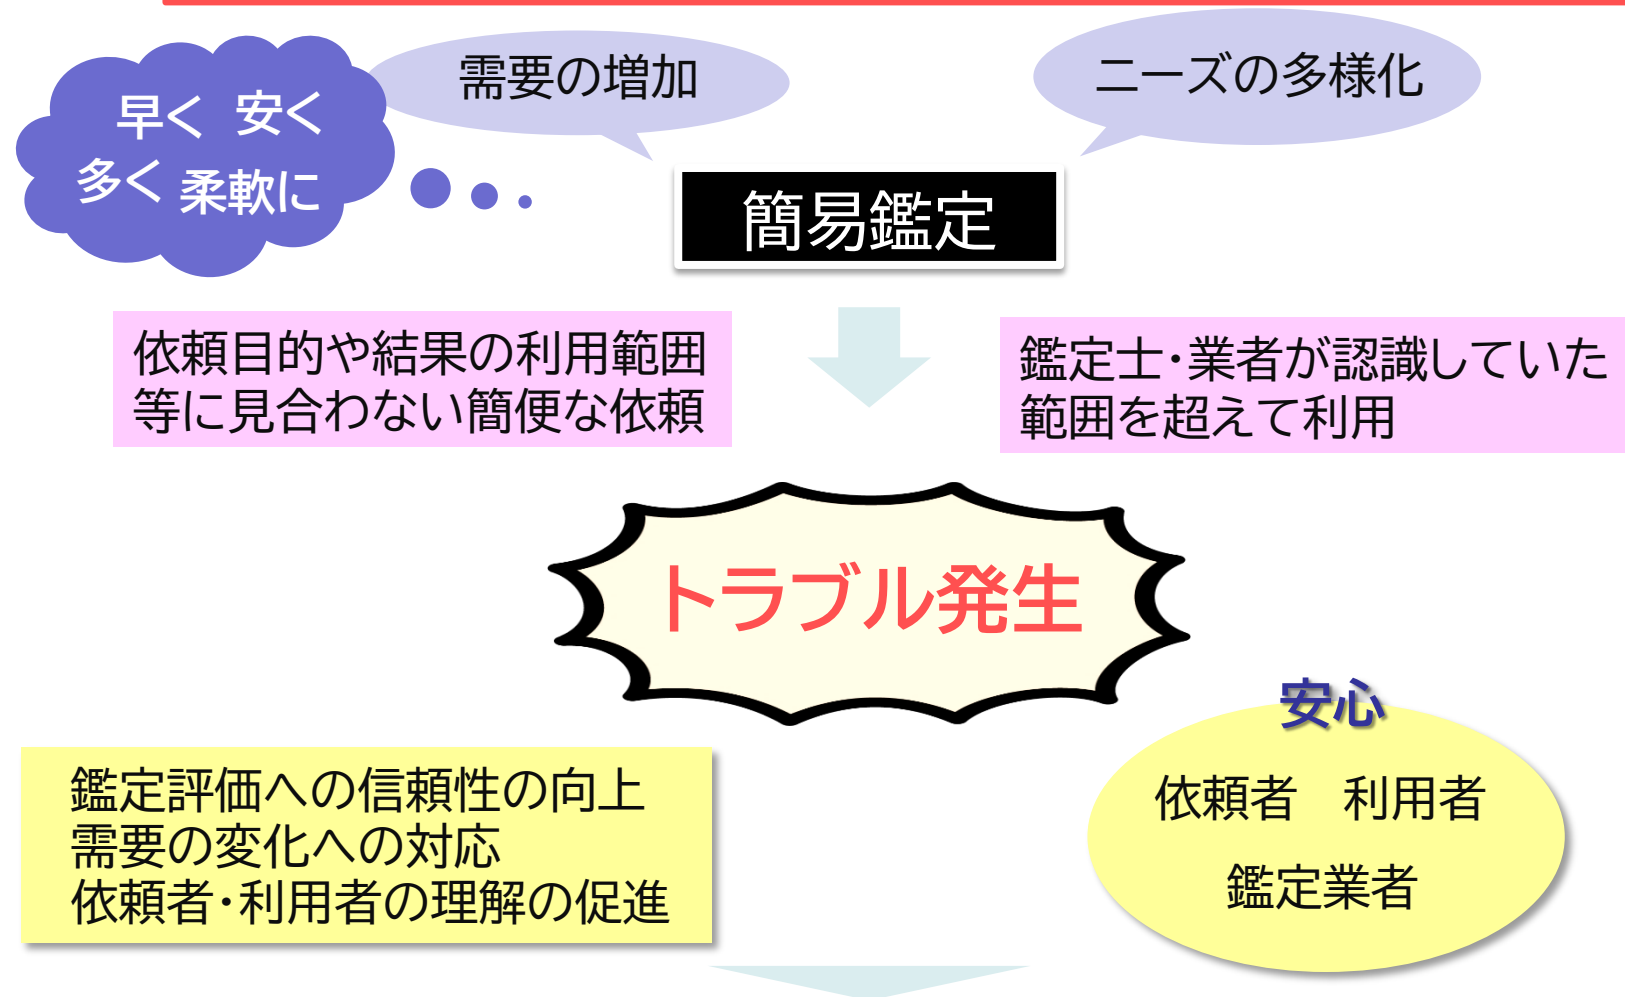 需要の増加
ニーズの多様化
早く 安く
多く 柔軟に
簡易鑑定
依頼目的や結果の利用範囲
等に見合わない簡便な依頼
鑑定士・業者が認識していた
範囲を超えて利用
トラブル発生
安心
依頼者　利用者
鑑定業者
鑑定評価への信頼性の向上
需要の変化への対応
依頼者・利用者の理解の促進